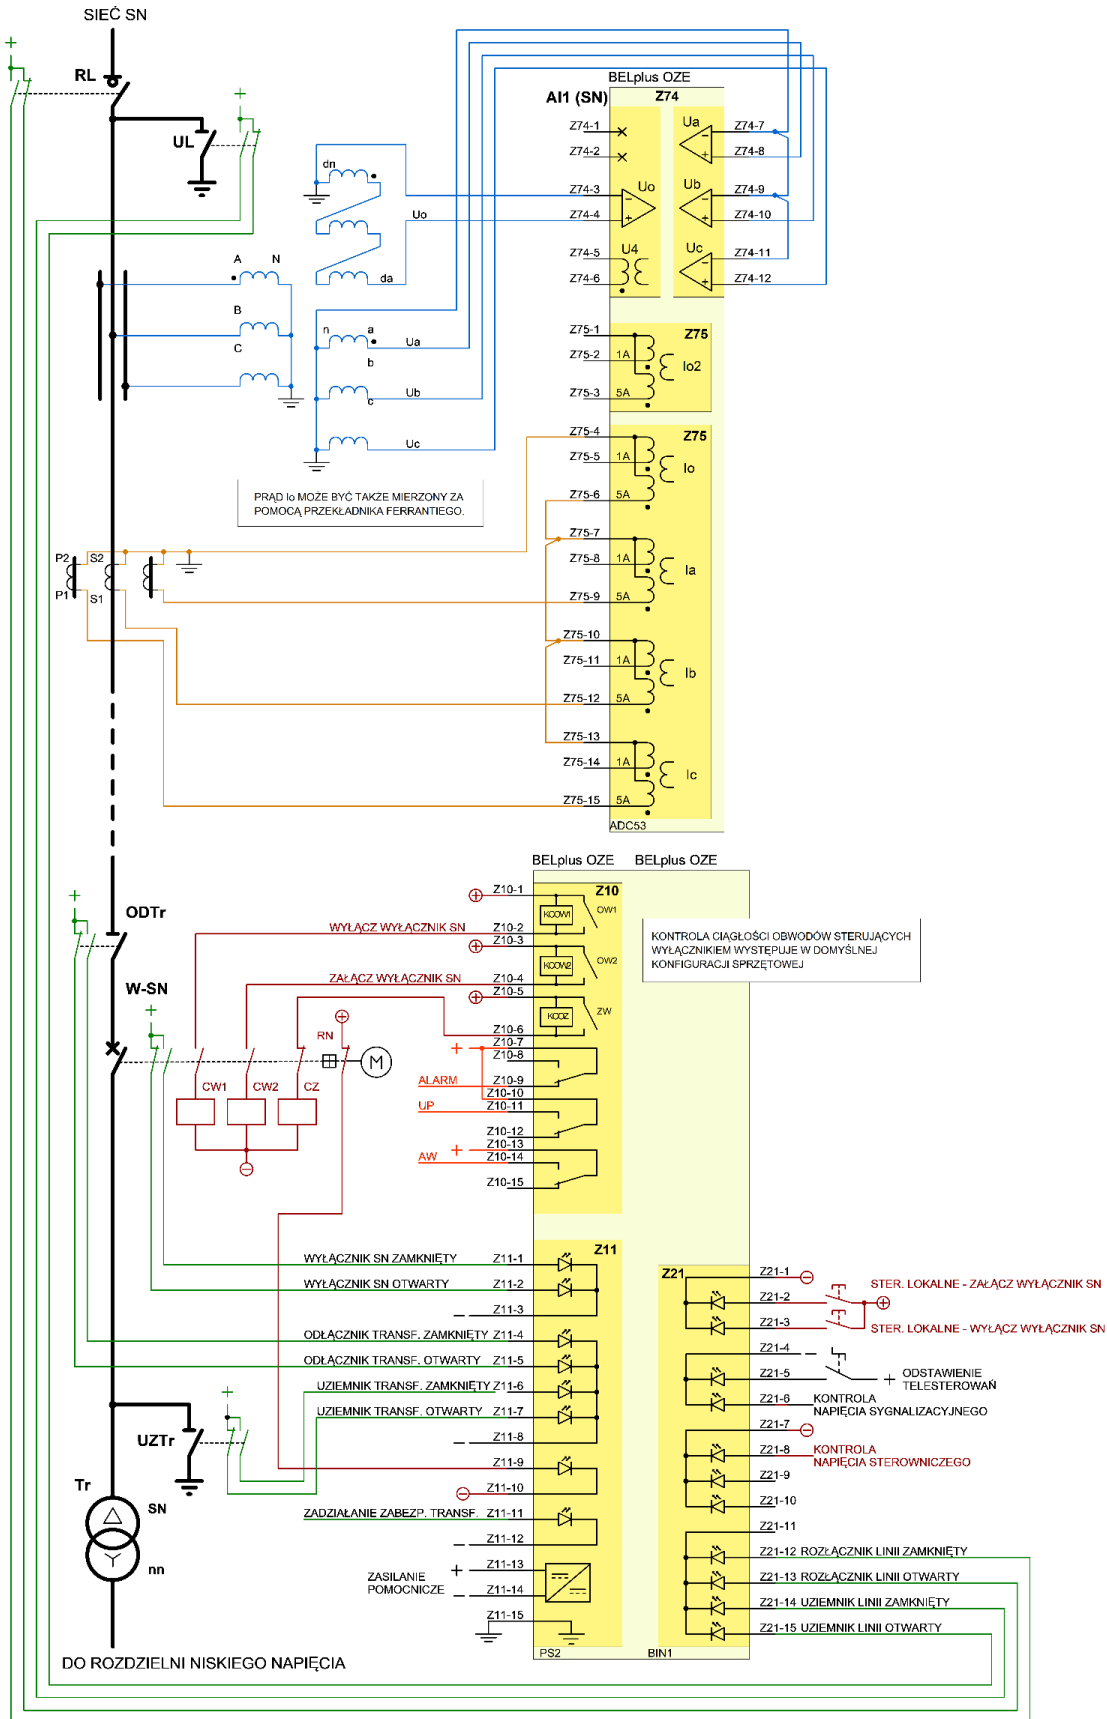 SIEĆ SN
+
RL
+
UL
BELplus OZE
AI1 (SN)
Z74
Z74-1
Z74-2
Z74-3
Z74-4
Z74-5
Z74-6
Uo
U4
Ua
Ub
Uc
Z74-7
Z74-8
Z74-9
Z74-10
Z74-11
Z74-12
dn
Uo
da
A
N
B
C
n
a
b
c
Ua
Ub
Uc
PRĄD Io MOŻE BYĆ TAKŻE MIERZONY ZA
POMOCĄ PRZEKŁADNIKA FERRANTIEGO.
Z75-1
Z75
Z75-2
1A
Io2
Z75-3
5A
Z75-4
Z75
Z75-5
1A
Io
Z75-6
5A
Z75-7
Z75-8
1A
Ia
Z75-9
5A
Z75-10
Z75-11
1A
Ib
Z75-12
5A
Z75-13
Z75-14
1A
Ic
Z75-15
5A
ADC53
P2
S2
P1
S1
+
ODTr
W-SN
+
BELplus OZE
BELplus OZE
Z10
Z10-1
KCOW1
OW1
WYŁĄCZ WYŁĄCZNIK SN
Z10-2
Z10-3
KCOW2
OW2
ZAŁĄCZ WYŁĄCZNIK SN
Z10-4
Z10-5
KCOZ
ZW
Z10-6
+
Z10-7
Z10-8
ALARM
Z10-9
Z10-10
UP
Z10-11
Z10-12
+
Z10-13
AW
Z10-14
Z10-15
KONTROLA CIĄGŁOŚCI OBWODÓW STERUJĄCYCH
WYŁĄCZNIKIEM WYSTĘPUJE W DOMYŚLNEJ
KONFIGURACJI SPRZĘTOWEJ
RN
M
CW1
CW2
CZ
Z11
WYŁĄCZNIK SN ZAMKNIĘTY
Z11-1
WYŁĄCZNIK SN OTWARTY
Z11-2
Z11-3
ODŁĄCZNIK TRANSF. ZAMKNIĘTY
Z11-4
ODŁĄCZNIK TRANSF. OTWARTY
Z11-5
UZIEMNIK TRANSF. ZAMKNIĘTY
Z11-6
UZIEMNIK TRANSF. OTWARTY
Z11-7
Z11-8
Z11-9
Z11-10
ZADZIAŁANIE ZABEZP. TRANSF.
Z11-11
Z11-12
ZASILANIE
POMOCNICZE
+
Z11-13
Z11-14
Z11-15
PS2
Z21
Z21-1
Z21-2
STER. LOKALNE - ZAŁĄCZ WYŁĄCZNIK SN
Z21-3
STER. LOKALNE - WYŁĄCZ WYŁĄCZNIK SN
Z21-4
Z21-5
+
ODSTAWIENIE
TELESTEROWAŃ
Z21-6
KONTROLA
NAPIĘCIA SYGNALIZACYJNEGO
Z21-7
Z21-8
KONTROLA
NAPIĘCIA STEROWNICZEGO
Z21-9
Z21-10
Z21-11
Z21-12 ROZŁĄCZNIK LINII ZAMKNIĘTY
Z21-13 ROZŁĄCZNIK LINII OTWARTY
Z21-14 UZIEMNIK LINII ZAMKNIĘTY
Z21-15 UZIEMNIK LINII OTWARTY
BIN1
+
UZTr
Tr
SN
nn
DO ROZDZIELNI NISKIEGO NAPIĘCIA